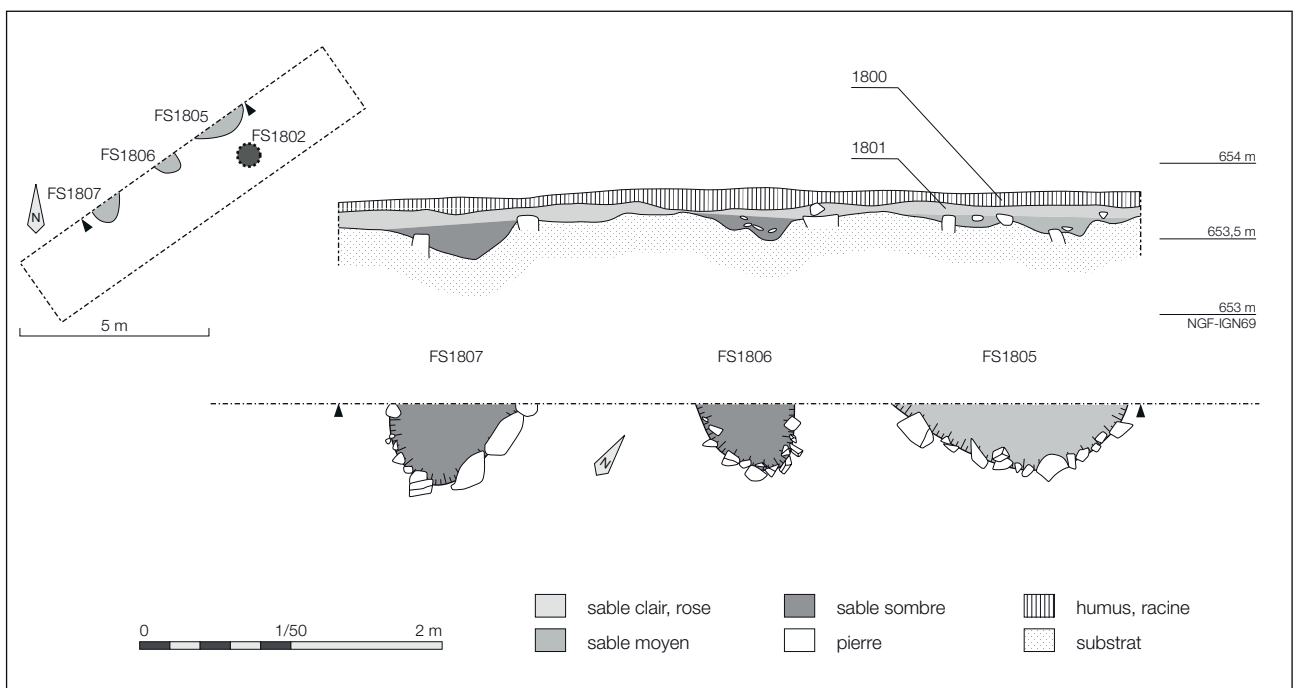 FS1805
FS1802
FS1806
FS1807
N
5 m
1800
1801
654 m
653,5 m
653 m
NGF-IGN69
FS1807 FS1806 FS1805
N
0 1/50 2 m
sable clair, rose sable sombre humus, racine
sable moyen pierre substrat